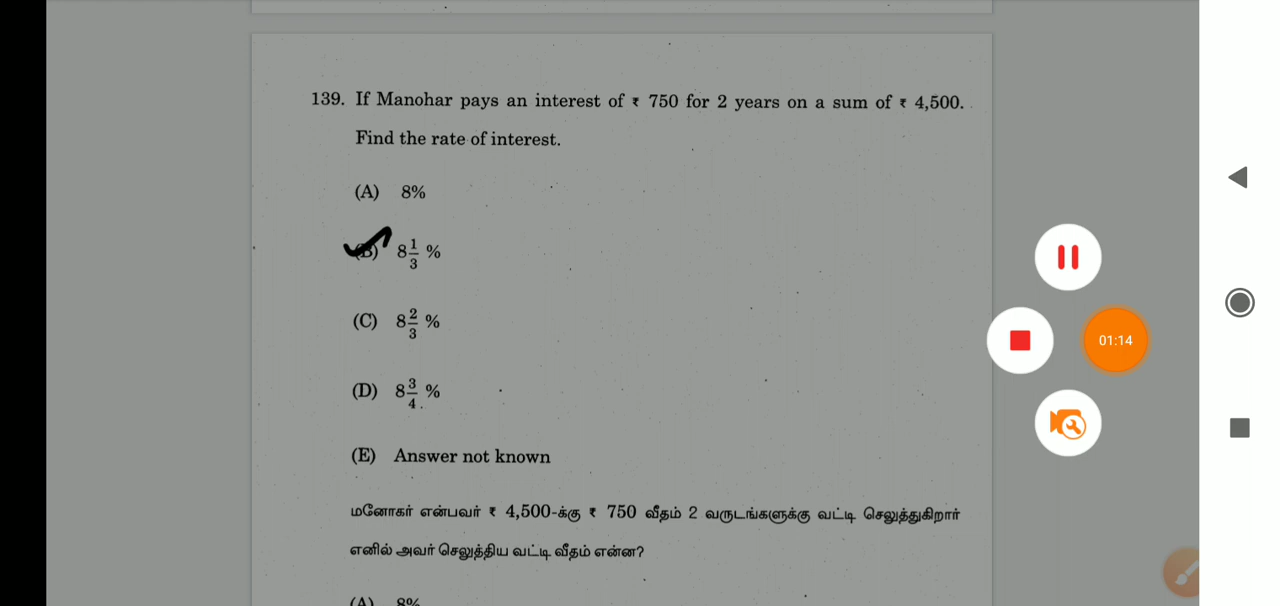 139. If Manohar pays an interest of ₹ 750 for 2 years on a sum of ₹ 4,500.
Find the rate of interest.
(A) 8%
(B) 8 1/3 %
(C) 8 2/3 %
(D) 8 3/4 %
(E) Answer not known
மனோகர் என்பவர் ₹ 4,500-க்கு ₹ 750 வீதம் 2 வருடங்களுக்கு வட்டி செலுத்துகிறார்
எனில் அவர் செலுத்திய வட்டி வீதம் என்ன?
(A) 8%
01:14